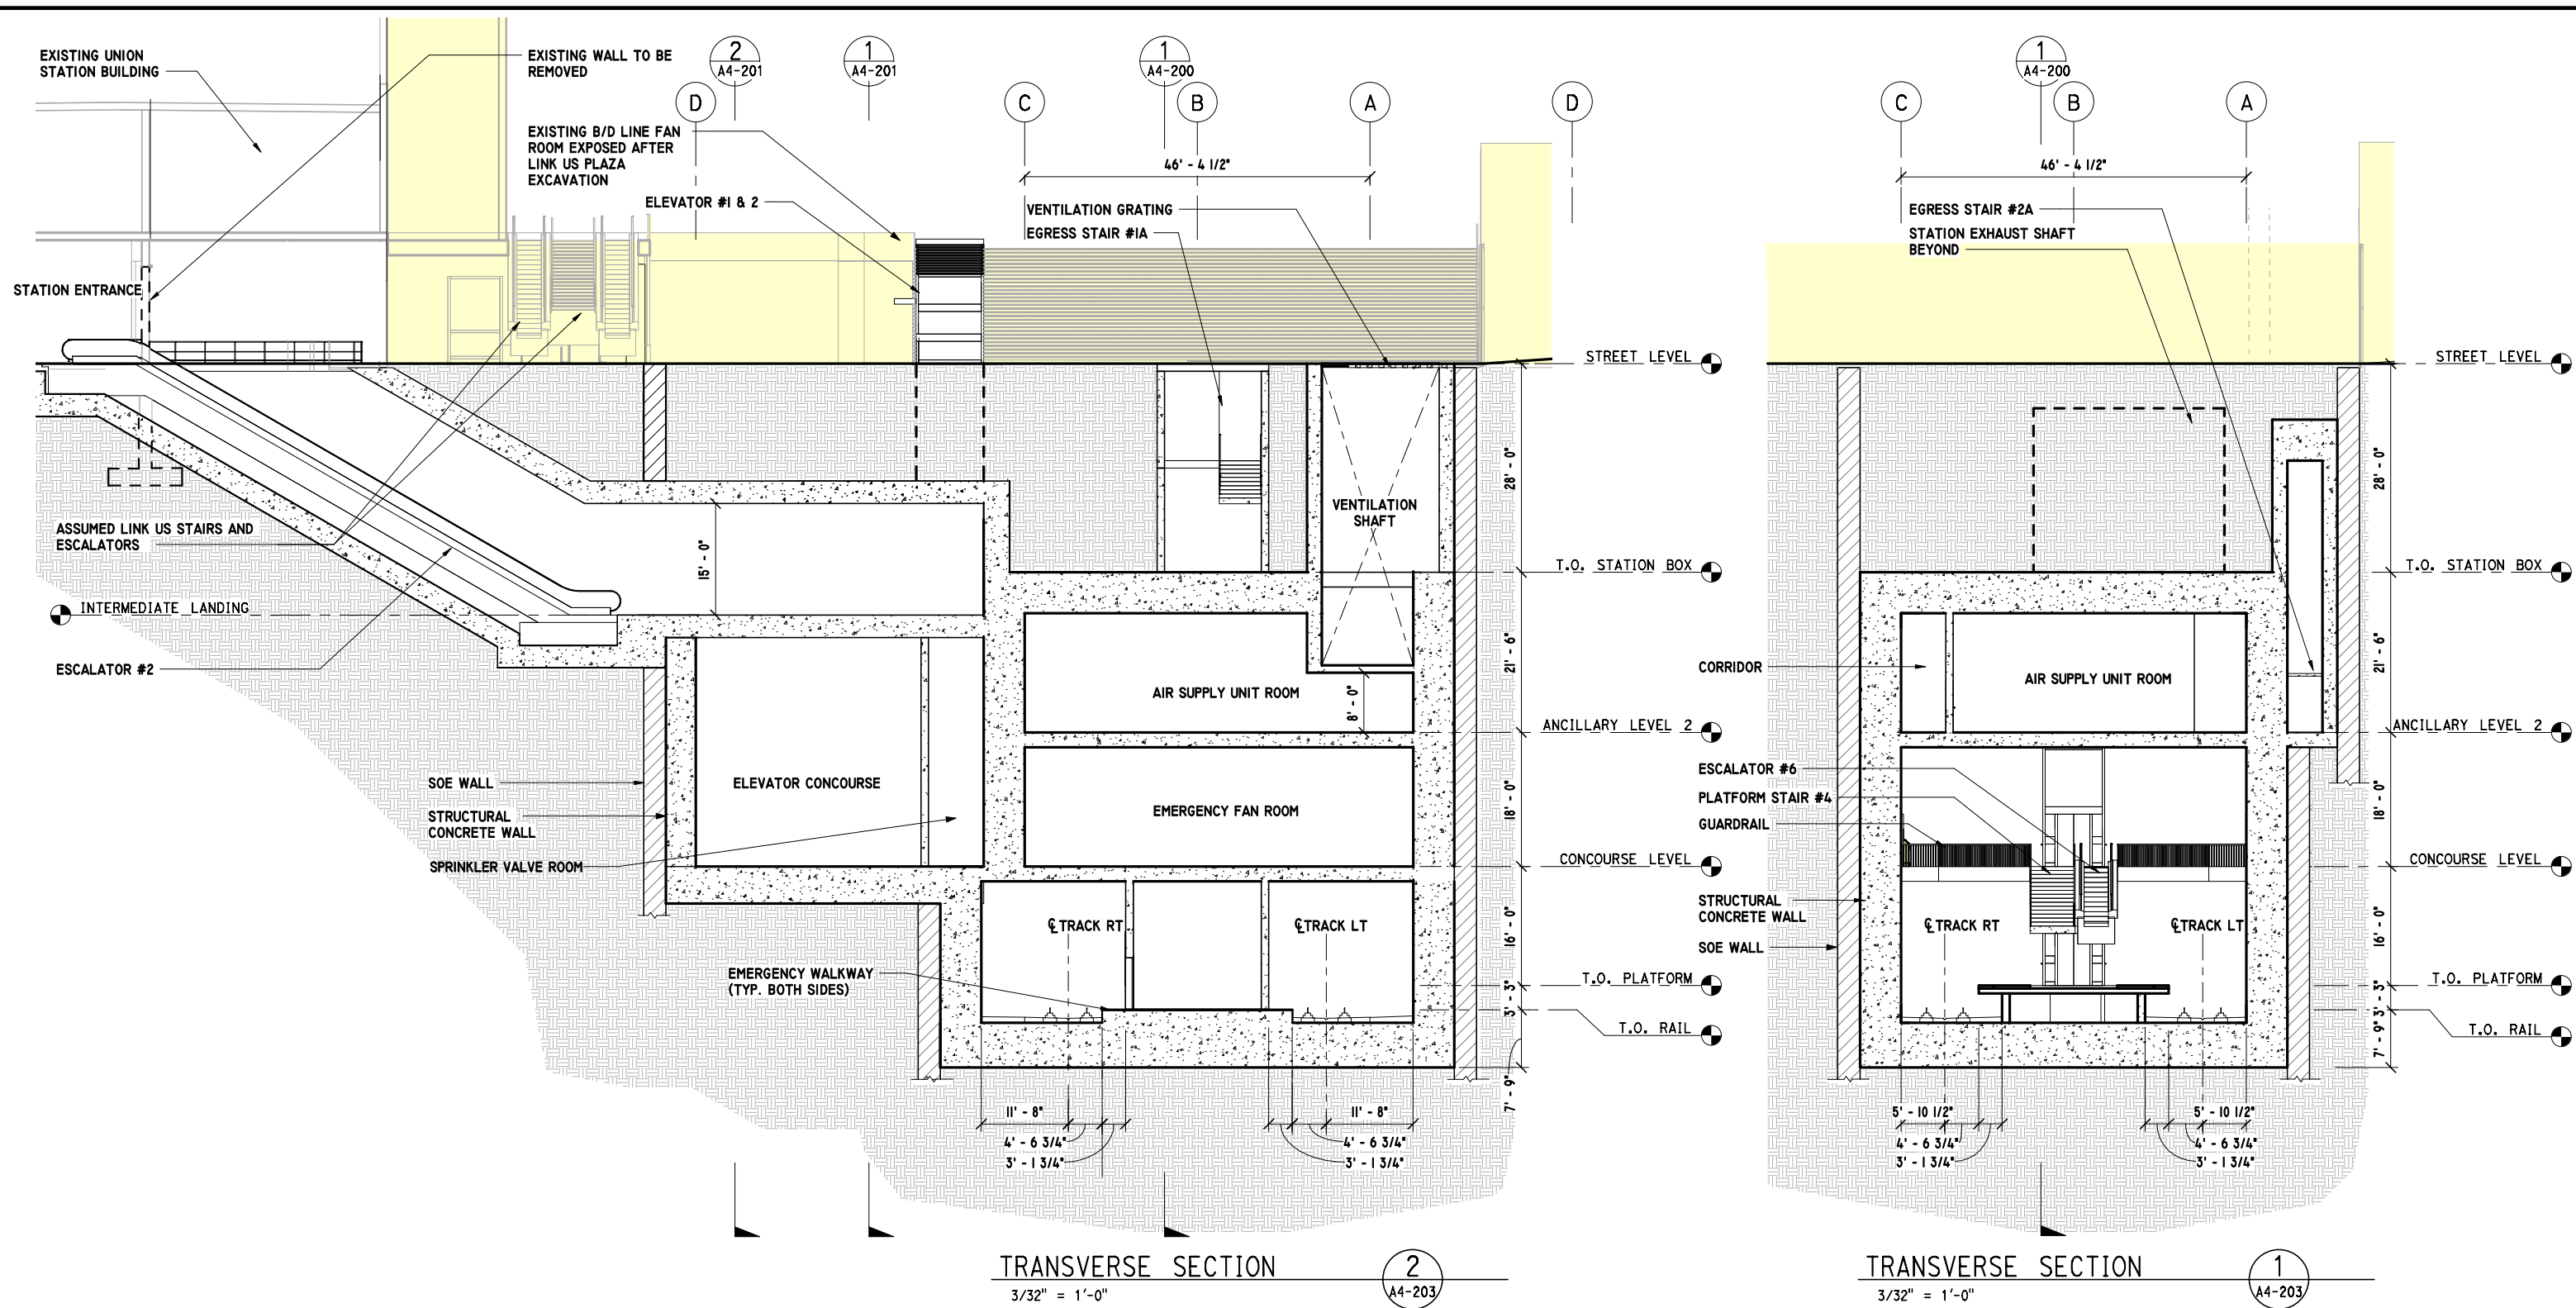 EXISTING UNION
STATION BUILDING
EXISTING WALL TO BE
REMOVED
2
A4-201
1
A4-201
1
A4-200
D
C
B
A
D
EXISTING B/D LINE FAN
ROOM EXPOSED AFTER
LINK US PLAZA
EXCAVATION
46' - 4 1/2"
ELEVATOR #1 & 2
VENTILATION GRATING
EGRESS STAIR #1A
STATION ENTRANCE
STREET LEVEL
28' - 0"
VENTILATION
SHAFT
ASSUMED LINK US STAIRS AND
ESCALATORS
15' - 0"
T.O. STATION BOX
INTERMEDIATE LANDING
21' - 6"
ESCALATOR #2
AIR SUPPLY UNIT ROOM
8' - 0"
ANCILLARY LEVEL 2
SOE WALL
ELEVATOR CONCOURSE
STRUCTURAL
CONCRETE WALL
EMERGENCY FAN ROOM
18' - 0"
SPRINKLER VALVE ROOM
CONCOURSE LEVEL
℄ TRACK RT
℄ TRACK LT
16' - 0"
EMERGENCY WALKWAY
(TYP. BOTH SIDES)
T.O. PLATFORM
3' - 3"
T.O. RAIL
7' - 9"
11' - 8"
11' - 8"
4' - 6 3/4"
4' - 6 3/4"
3' - 1 3/4"
3' - 1 3/4"
TRANSVERSE SECTION
3/32" = 1'-0"
2
A4-203
1
A4-200
C
B
A
46' - 4 1/2"
EGRESS STAIR #2A
STATION EXHAUST SHAFT
BEYOND
STREET LEVEL
28' - 0"
T.O. STATION BOX
CORRIDOR
AIR SUPPLY UNIT ROOM
21' - 6"
ANCILLARY LEVEL 2
ESCALATOR #6
PLATFORM STAIR #4
GUARDRAIL
18' - 0"
CONCOURSE LEVEL
STRUCTURAL
CONCRETE WALL
℄ TRACK RT
℄ TRACK LT
SOE WALL
16' - 0"
T.O. PLATFORM
3' - 3"
T.O. RAIL
7' - 9"
5' - 10 1/2"
5' - 10 1/2"
4' - 6 3/4"
4' - 6 3/4"
3' - 1 3/4"
3' - 1 3/4"
TRANSVERSE SECTION
3/32" = 1'-0"
1
A4-203